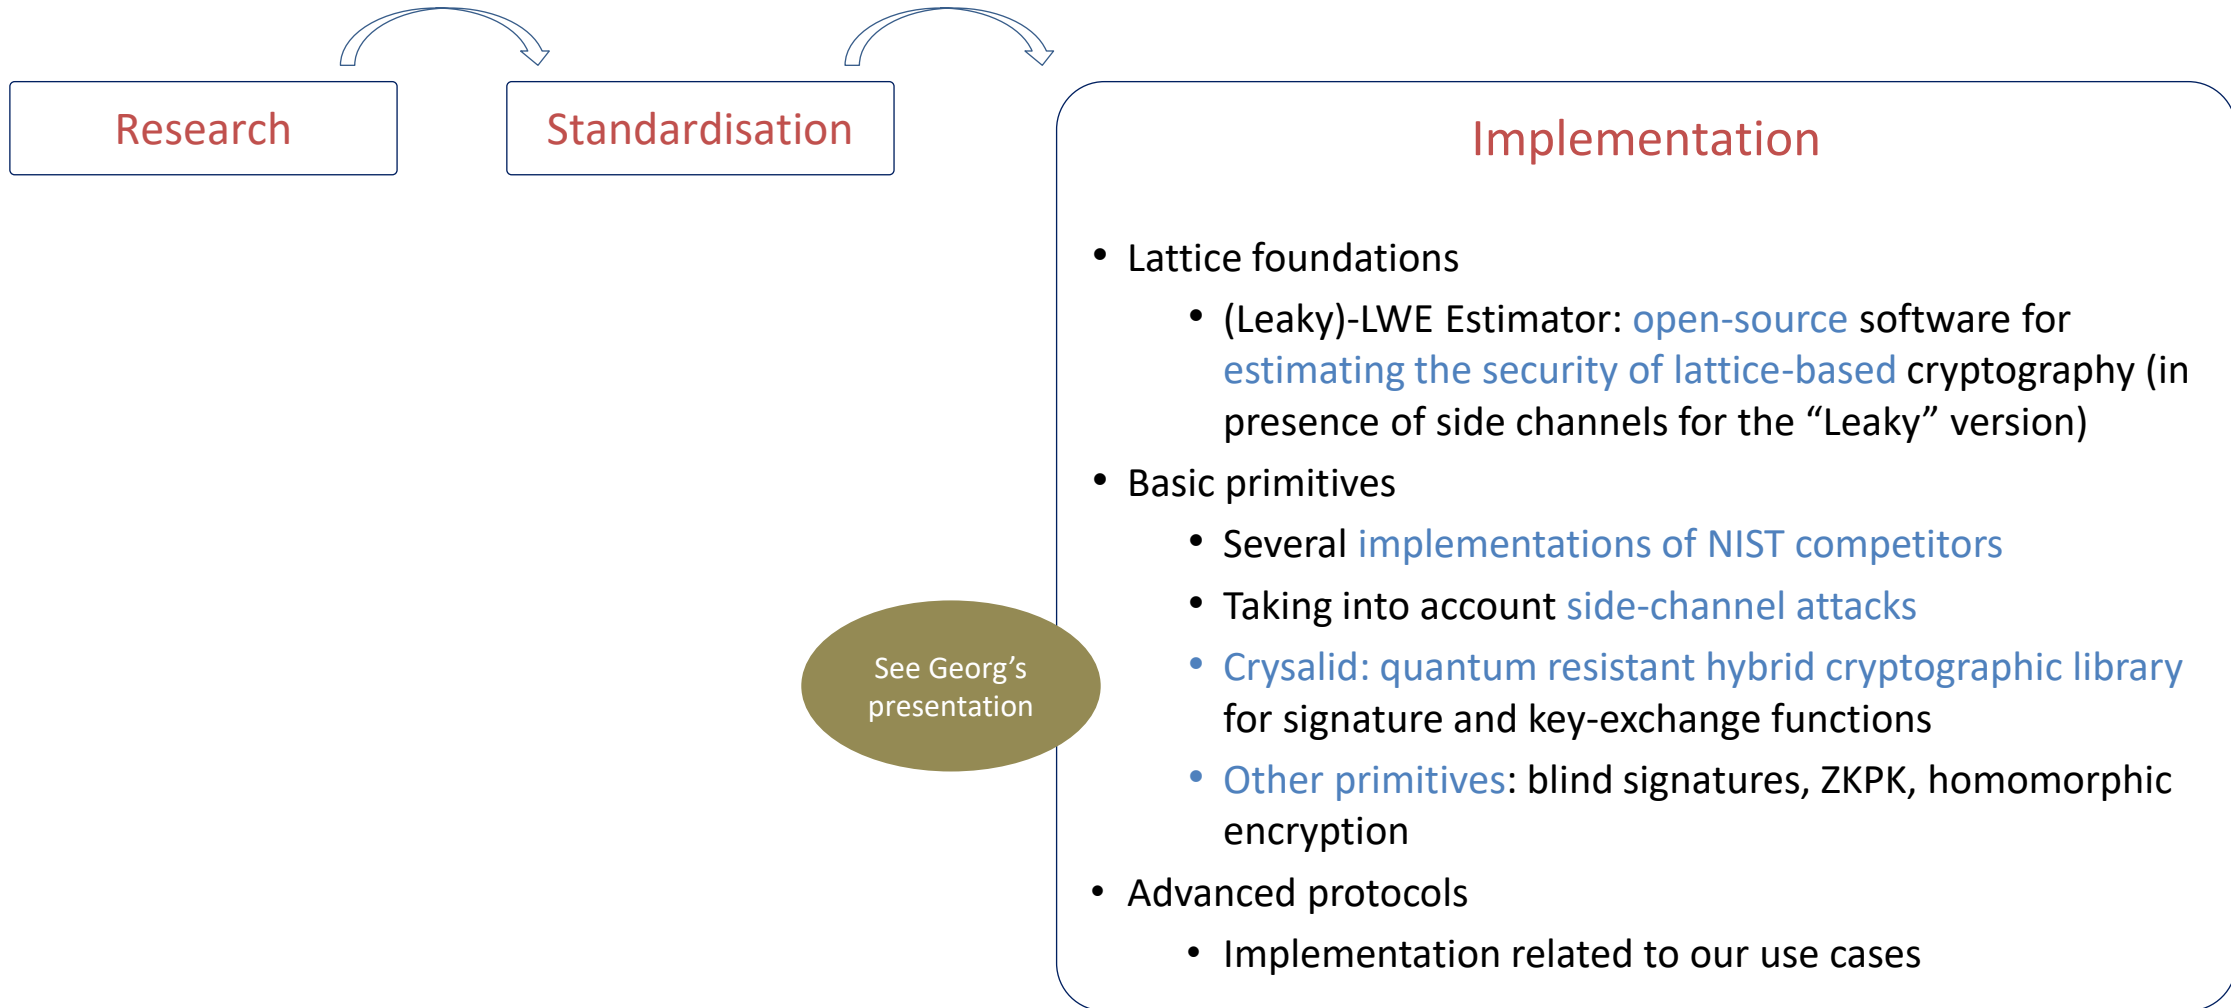 Research
Standardisation
Implementation
• Lattice foundations
• (Leaky)-LWE Estimator: open-source software for
estimating the security of lattice-based cryptography (in
presence of side channels for the “Leaky” version)
• Basic primitives
• Several implementations of NIST competitors
• Taking into account side-channel attacks
• Crysalid: quantum resistant hybrid cryptographic library
for signature and key-exchange functions
• Other primitives: blind signatures, ZKPK, homomorphic
encryption
• Advanced protocols
• Implementation related to our use cases
See Georg’s
presentation